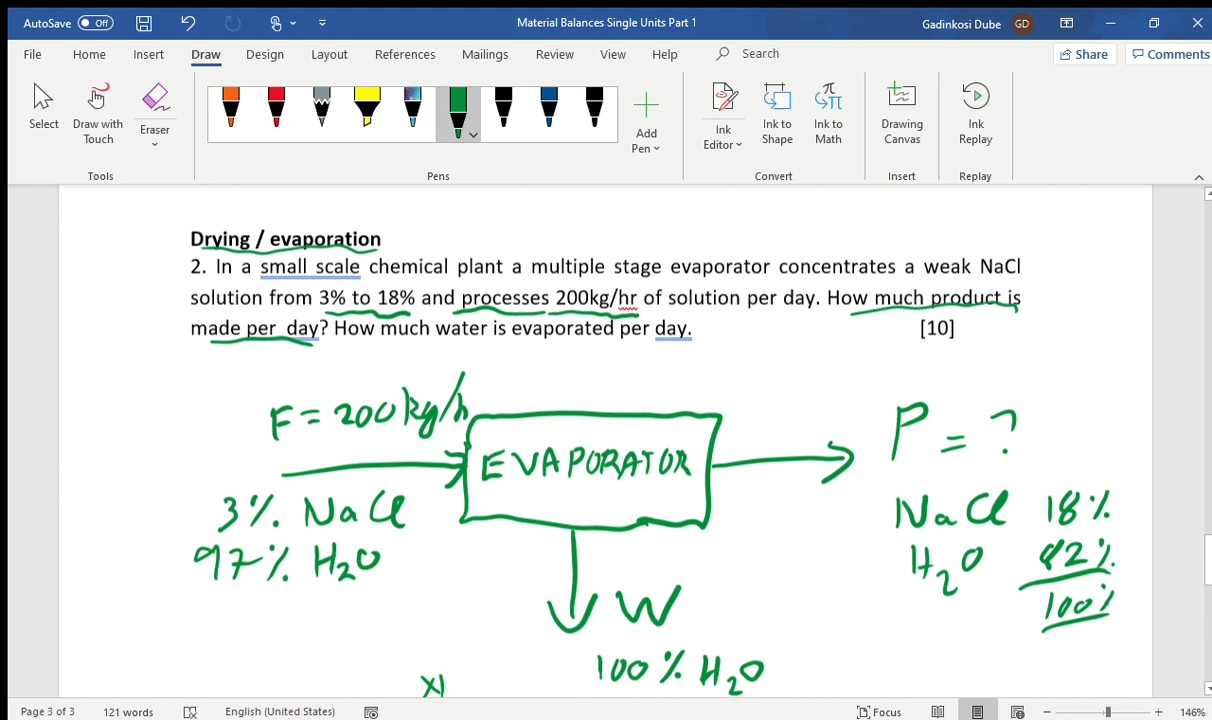 AutoSave Off Material Balances Single Units Part 1 Gadinkosi Dube GD
File Home Insert Draw Design Layout References Mailings Review View Help Search Share Comments
Select Draw with Touch Eraser Add Pen Ink Editor Ink to Shape Ink to Math Drawing Canvas Ink Replay
Tools Pens Convert Insert Replay
Drying / evaporation
2. In a small scale chemical plant a multiple stage evaporator concentrates a weak NaCl
solution from 3% to 18% and processes 200kg/hr of solution per day. How much product is
made per day? How much water is evaporated per day. [10]
F = 200kg/h
EVAPORATOR
P = ?
3% NaCl
NaCl 18%
97% H2O
H2O 82%
100%
W
100% H2O
Page 3 of 3 121 words English (United States) Focus 146%